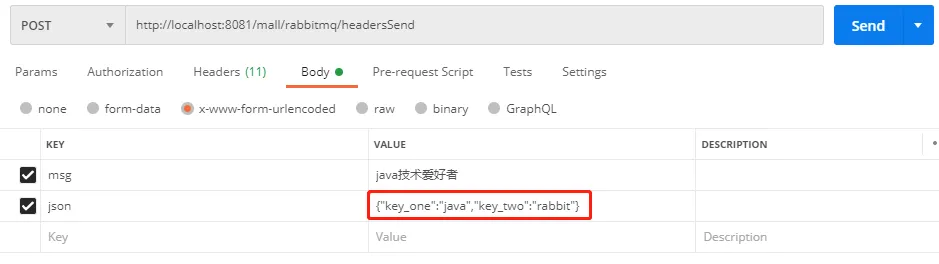 POST http://localhost:8081/mall/rabbitmq/headersSend Send
Params Authorization Headers (11) Body Pre-request Script Tests Settings
none form-data x-www-form-urlencoded raw binary GraphQL
KEY VALUE DESCRIPTION
msg java技术爱好者
json {"key_one":"java","key_two":"rabbit"}
Key Value Description